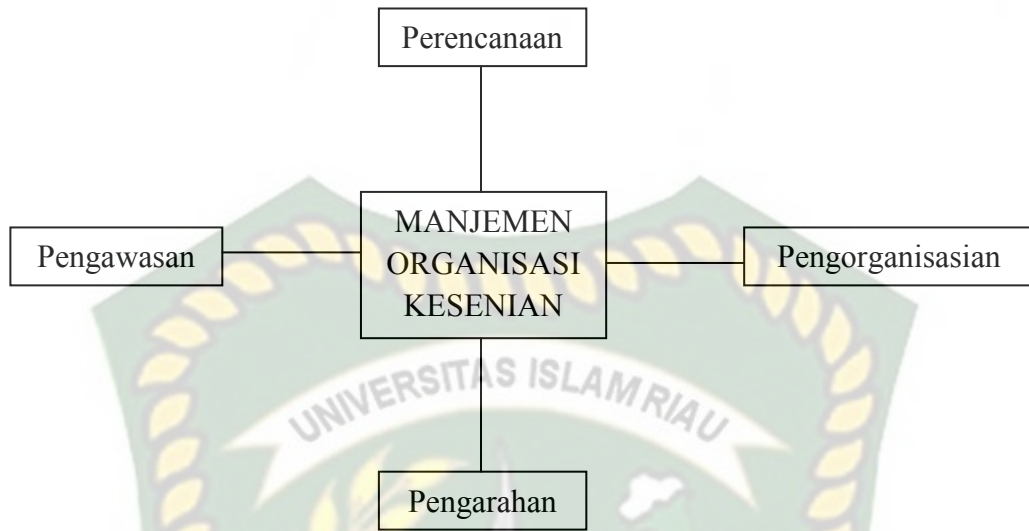 Perencanaan
MANJEMEN
ORGANISASI
KESENIAN
Pengawasan
Pengorganisasian
UNIVERSITAS ISLAM RIAU
Pengarahan